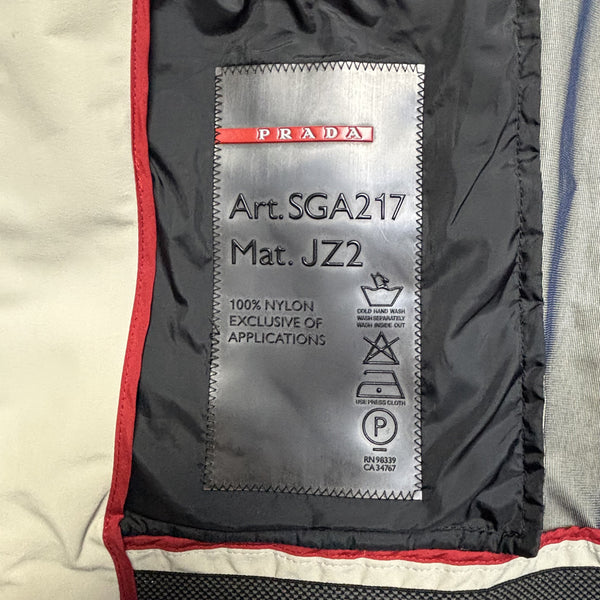 PRADA
Art. SGA217
Mat. JZ2
100% NYLON
EXCLUSIVE OF
APPLICATIONS
COLD HAND WASH
WASH SEPARATELY
WASH INSIDE OUT
USE PRESS CLOTH
P
RN 98339
CA 34767